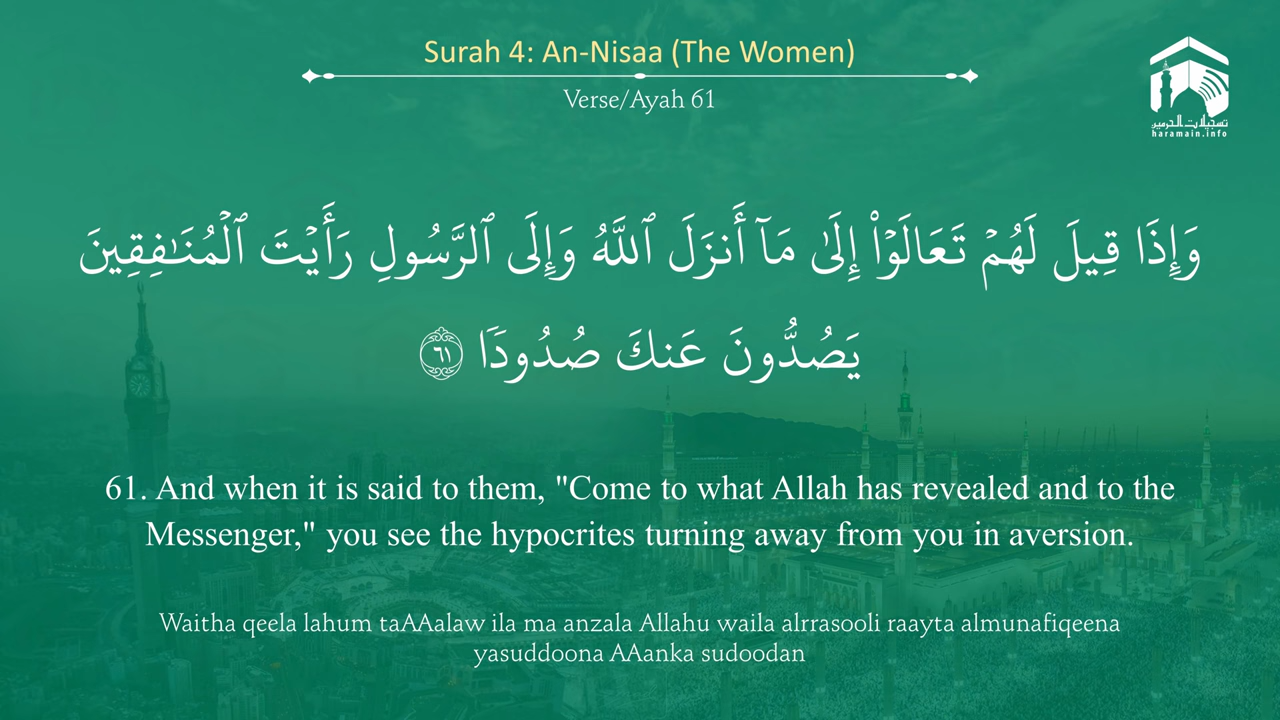 Surah 4: An-Nisaa (The Women)
Verse/Ayah 61
تسجيلات الحرمين
haramain.info
وَإِذَا قِيلَ لَهُمۡ تَعَالَوۡاْ إِلَىٰ مَآ أَنزَلَ ٱللَّهُ وَإِلَى ٱلرَّسُولِ رَأَيۡتَ ٱلۡمُنَٰفِقِينَ
يَصُدُّونَ عَنكَ صُدُودٗا ٦١
61. And when it is said to them, "Come to what Allah has revealed and to the
Messenger," you see the hypocrites turning away from you in aversion.
Waitha qeela lahum taAAalaw ila ma anzala Allahu waila alrrasooli raayta almunafiqeena
yasuddoona AAanka sudoodan